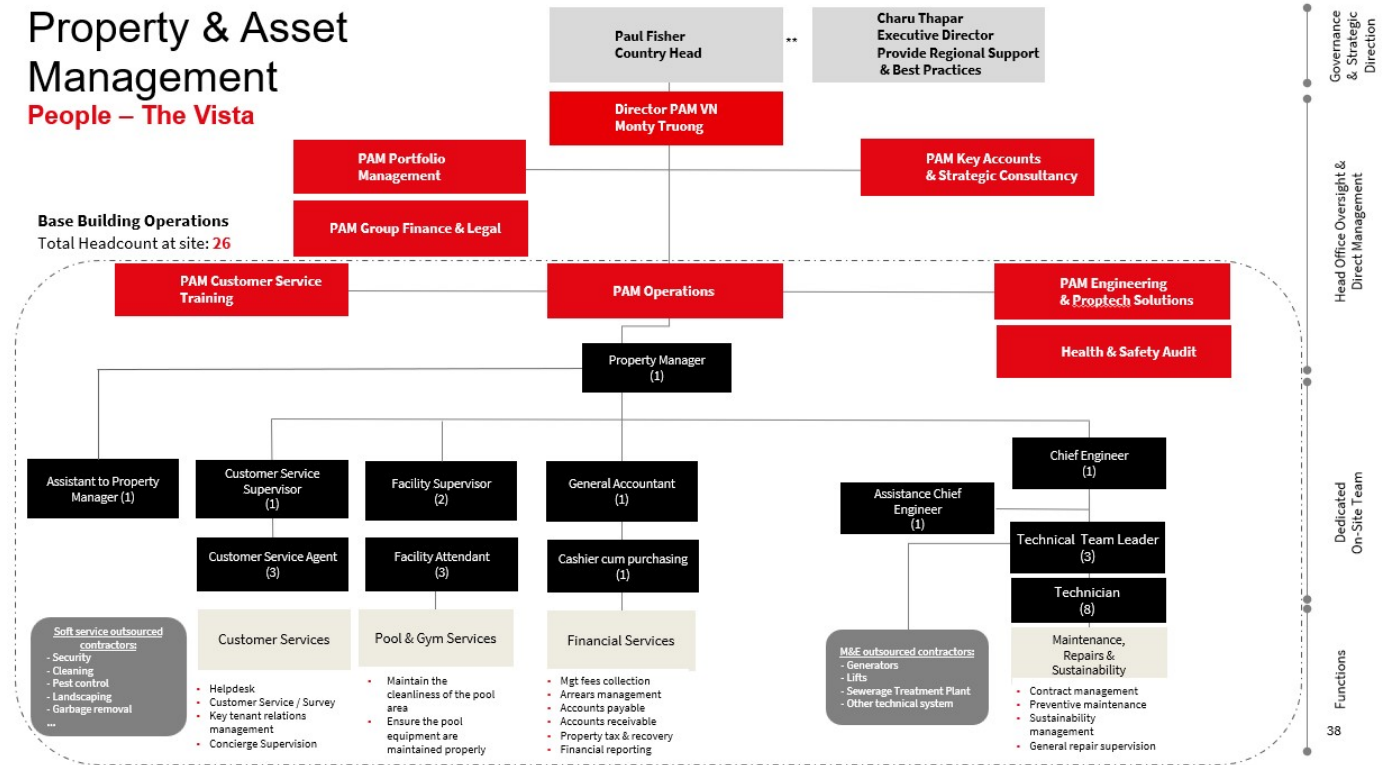 Property & Asset
Management
People – The Vista
Paul Fisher
Country Head
**
Charu Thapar
Executive Director
Provide Regional Support
& Best Practices
Governance
& Strategic
Direction
Director PAM VN
Monty Truong
PAM Portfolio
Management
PAM Key Accounts
& Strategic Consultancy
PAM Group Finance & Legal
Head Office Oversight &
Direct Management
Base Building Operations
Total Headcount at site: 26
PAM Customer Service
Training
PAM Operations
PAM Engineering
& Proptech Solutions
Health & Safety Audit
Property Manager
(1)
Assistant to Property
Manager (1)
Customer Service
Supervisor
(1)
Facility Supervisor
(2)
General Accountant
(1)
Chief Engineer
(1)
Assistance Chief
Engineer
(1)
Dedicated
On-Site Team
Customer Service Agent
(3)
Facility Attendant
(3)
Cashier cum purchasing
(1)
Technical Team Leader
(3)
Technician
(8)
Soft service outsourced
contractors:
- Security
- Cleaning
- Pest control
- Landscaping
- Garbage removal
...
Customer Services
• Helpdesk
• Customer Service / Survey
• Key tenant relations
management
• Concierge Supervision
Pool & Gym Services
• Maintain the
cleanliness of the pool
area
• Ensure the pool
equipment are
maintained properly
Financial Services
• Mgt fees collection
• Arrears management
• Accounts payable
• Accounts receivable
• Property tax & recovery
• Financial reporting
M&E outsourced contractors:
- Generators
- Lifts
- Sewerage Treatment Plant
- Other technical system
Maintenance,
Repairs &
Sustainability
• Contract management
• Preventive maintenance
• Sustainability
management
• General repair supervision
Functions
38